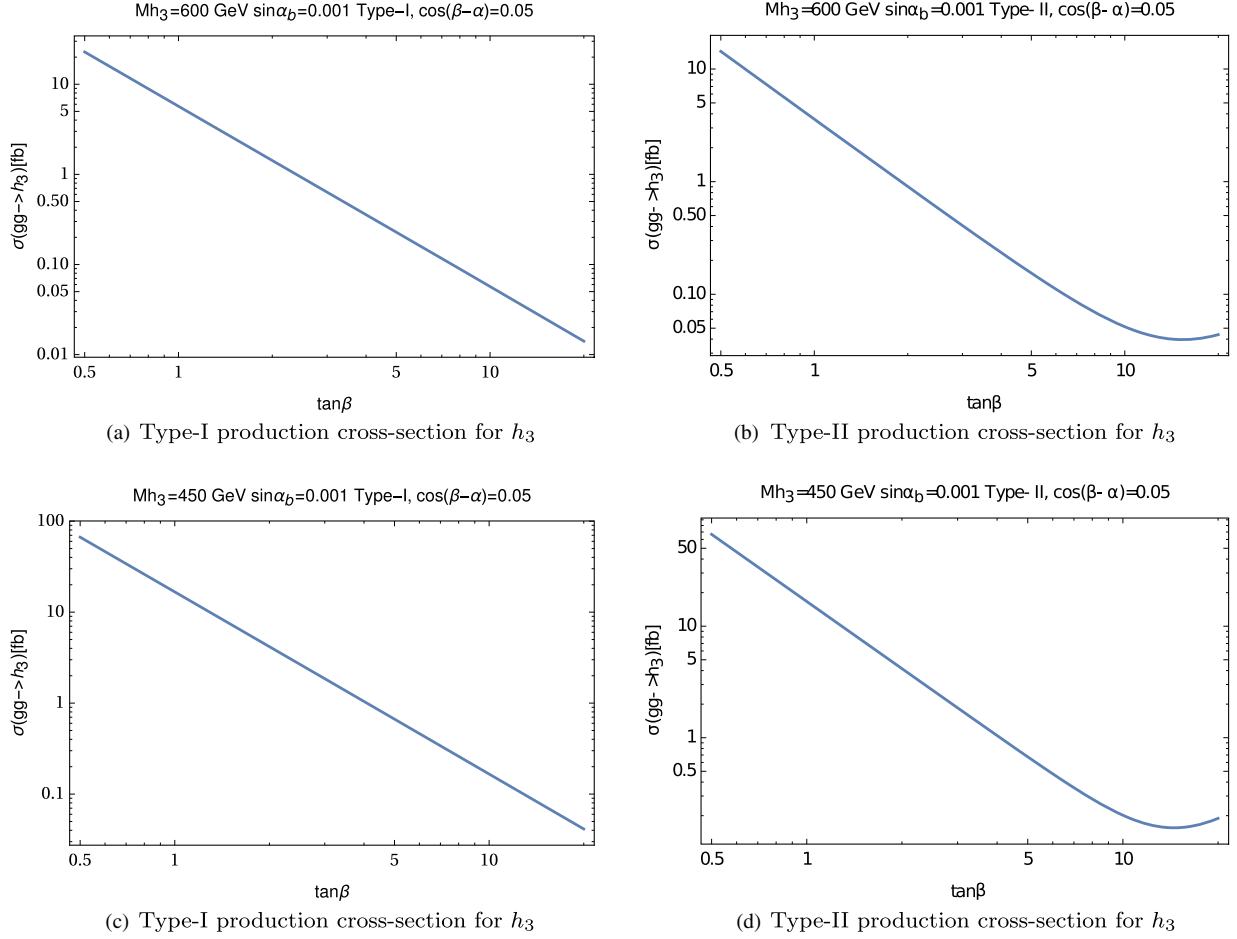 Mh3=600 GeV sinαb=0.001 Type-I, cos(β-α)=0.05
σ(gg->h3)[fb]
10
5
1
0.50
0.10
0.05
0.01
0.5
1
5
10
tanβ
(a) Type-I production cross-section for h3
Mh3=600 GeV sinαb=0.001 Type- II, cos(β- α)=0.05
σ(gg- >h3)[fb]
10
5
1
0.50
0.10
0.05
0.5
1
5
10
tanβ
(b) Type-II production cross-section for h3
Mh3=450 GeV sinαb=0.001 Type-I, cos(β-α)=0.05
σ(gg->h3)[fb]
100
10
1
0.1
0.5
1
5
10
tanβ
(c) Type-I production cross-section for h3
Mh3=450 GeV sinαb=0.001 Type- II, cos(β- α)=0.05
σ(gg- >h3)[fb]
50
10
5
1
0.5
0.5
1
5
10
tanβ
(d) Type-II production cross-section for h3